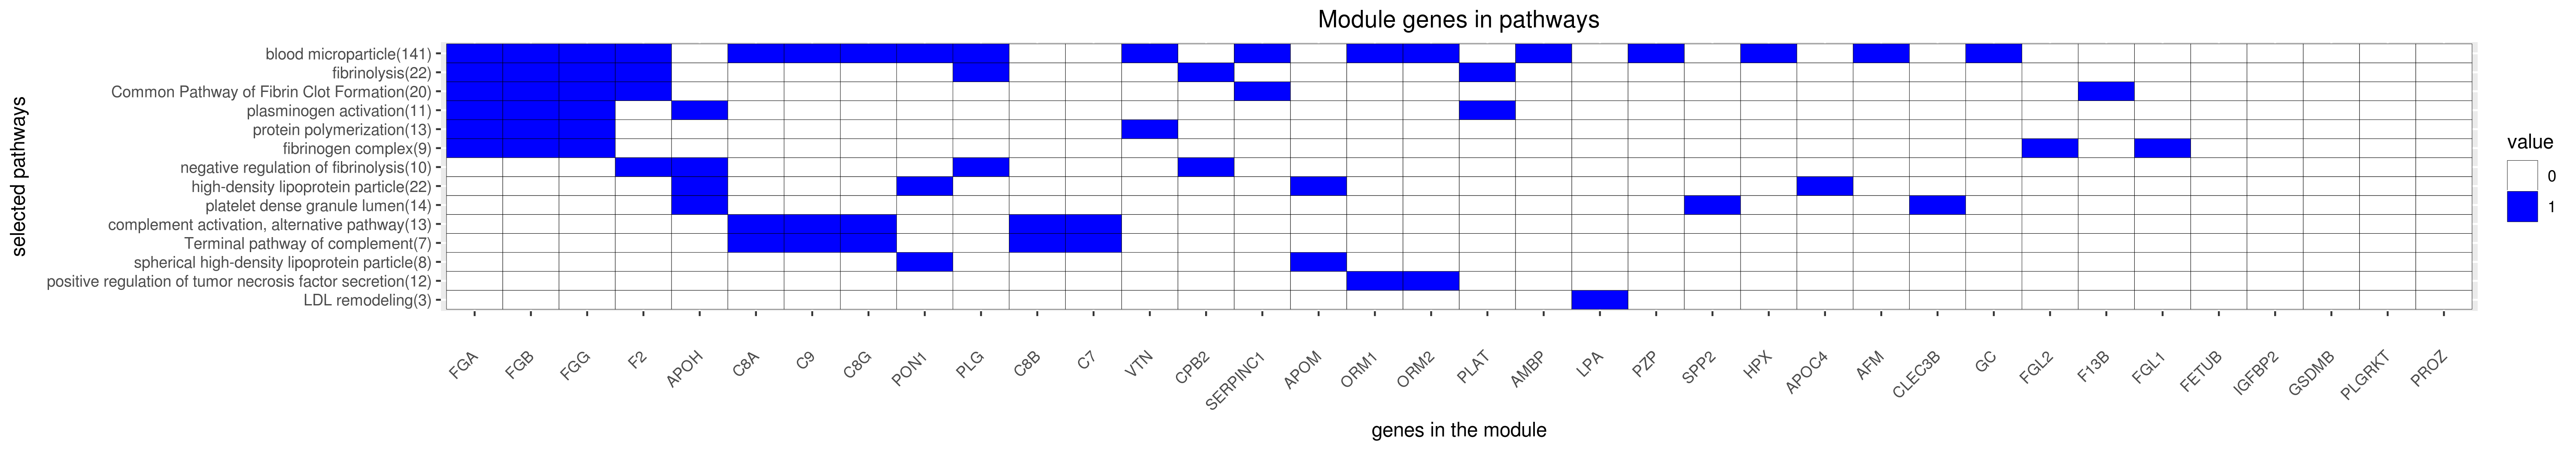 Module genes in pathways
selected pathways
blood microparticle(141)
fibrinolysis(22)
Common Pathway of Fibrin Clot Formation(20)
plasminogen activation(11)
protein polymerization(13)
fibrinogen complex(9)
negative regulation of fibrinolysis(10)
high-density lipoprotein particle(22)
platelet dense granule lumen(14)
complement activation, alternative pathway(13)
Terminal pathway of complement(7)
spherical high-density lipoprotein particle(8)
positive regulation of tumor necrosis factor secretion(12)
LDL remodeling(3)
FGA
FGB
FGG
F2
APOH
C8A
C9
C8G
PON1
PLG
C8B
C7
VTN
CPB2
SERPINC1
APOM
ORM1
ORM2
PLAT
AMBP
LPA
PZP
SPP2
HPX
APOC4
AFM
CLEC3B
GC
FGL2
F13B
FGL1
FETUB
IGFBP2
GSDMB
PLGRKT
PROZ
genes in the module
value
0
1